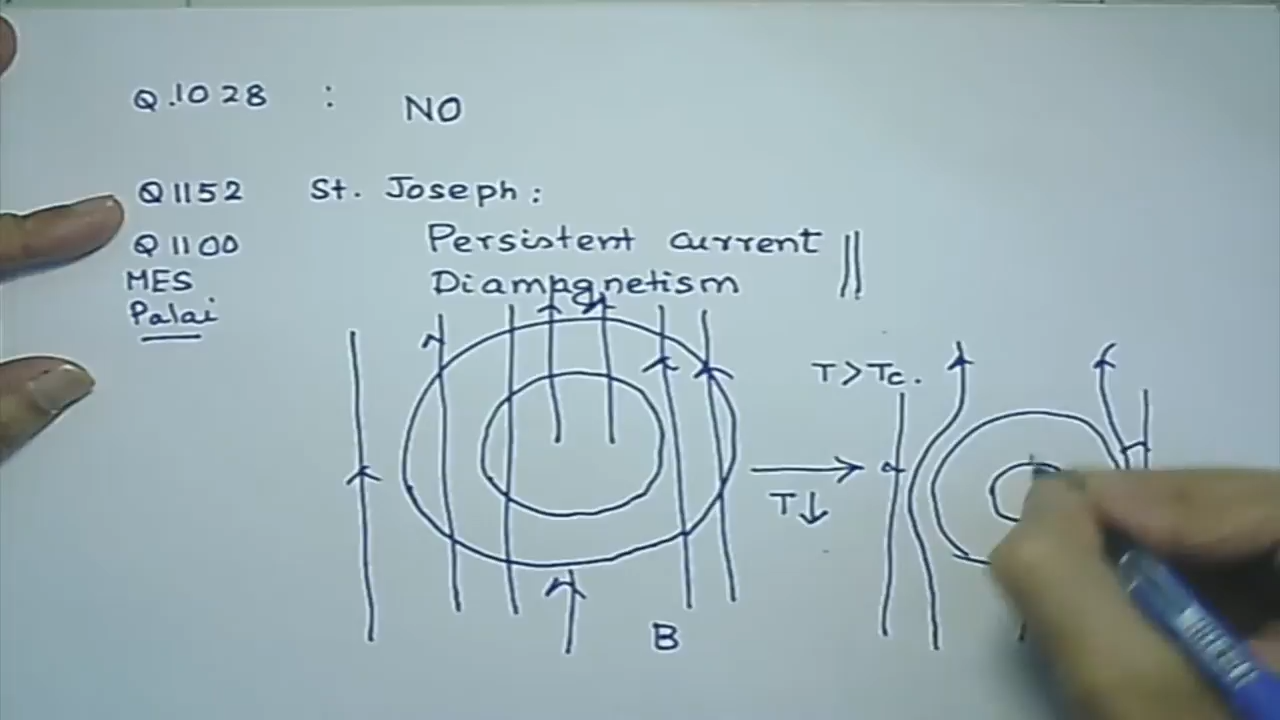 Q.1028 : NO
Q1152 St. Joseph:
Q1100 Persistent current
MES Diamagnetism
Palai
T>Tc.
T↓
B